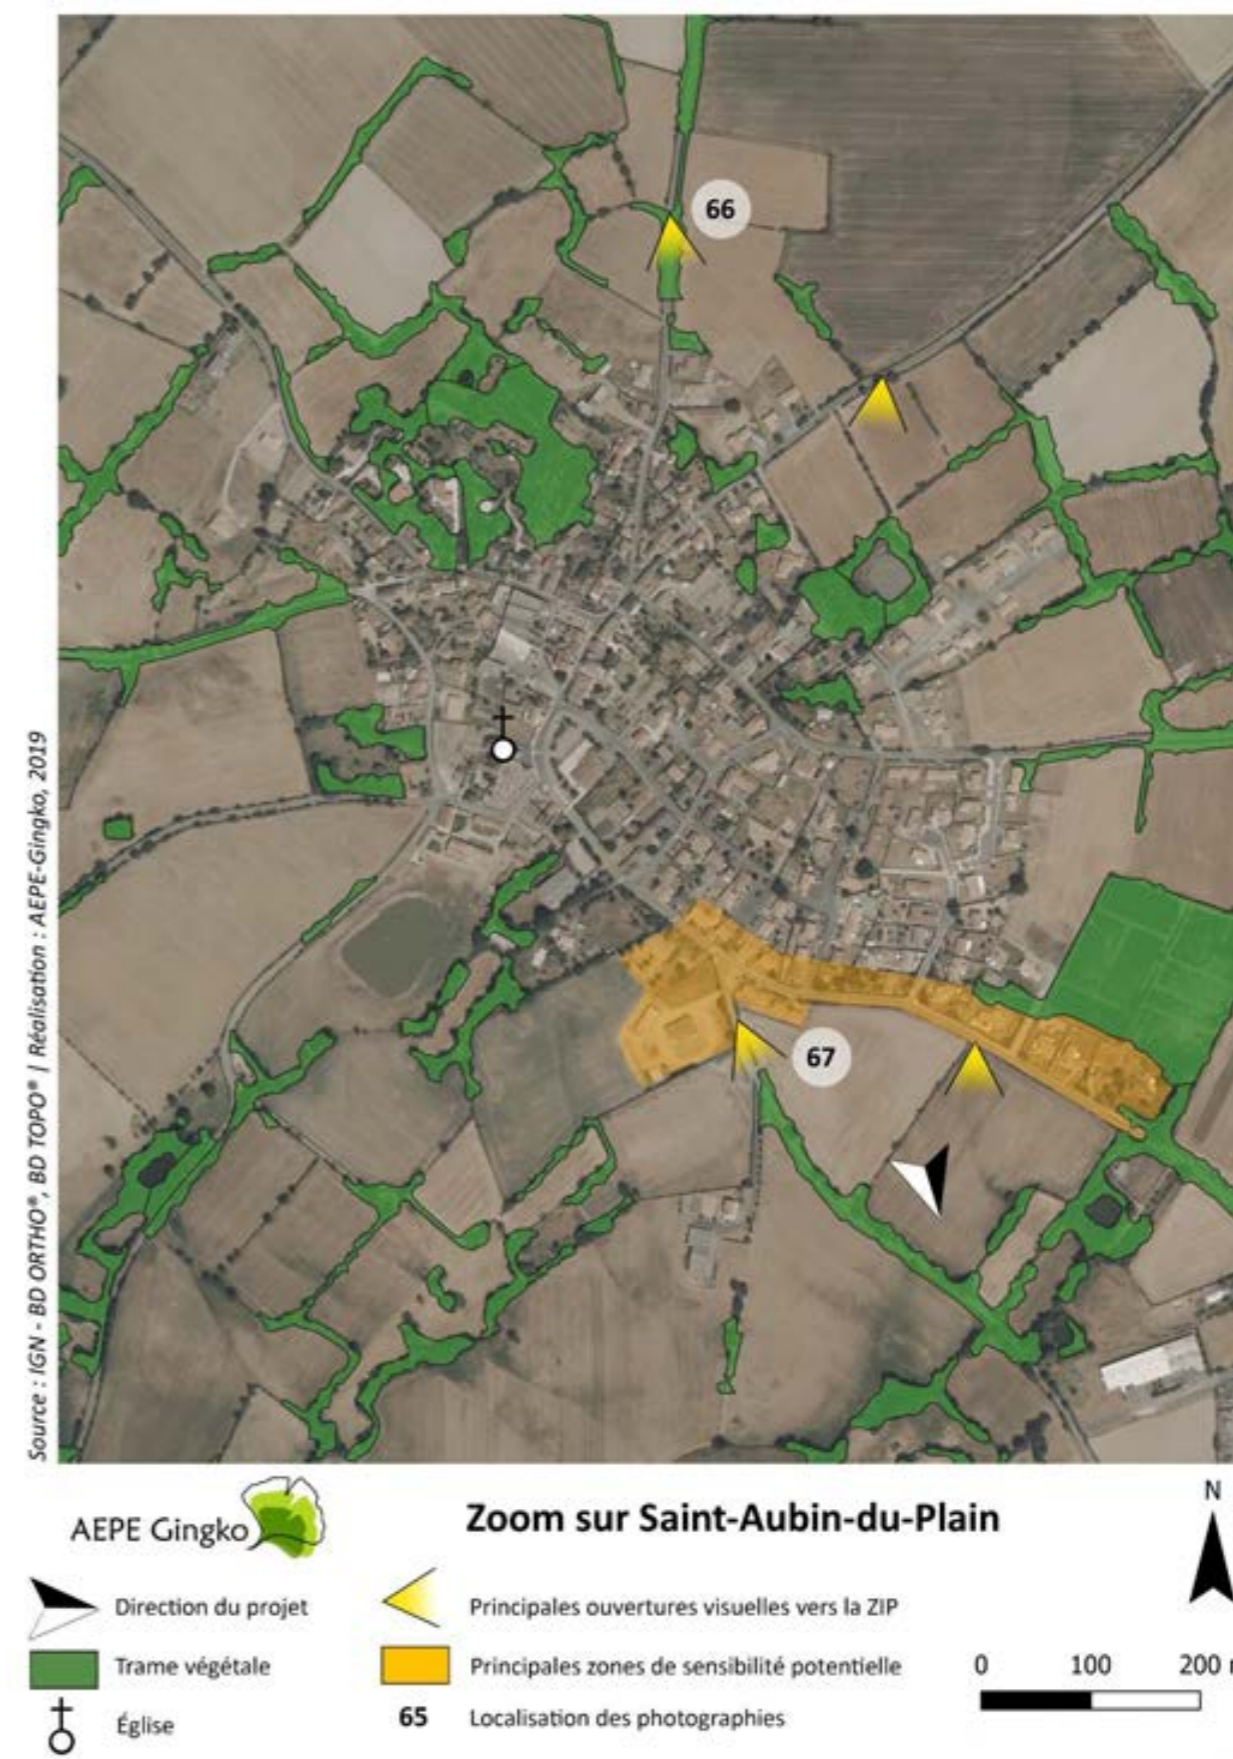 66
67
Source : IGN - BD ORTHO®, BD TOPO® | Réalisation : AEPE-Gingko, 2019
AEPE Gingko
Zoom sur Saint-Aubin-du-Plain
N
Direction du projet
Principales ouvertures visuelles vers la ZIP
Trame végétale
Principales zones de sensibilité potentielle
0 100 200
Église
65 Localisation des photographies